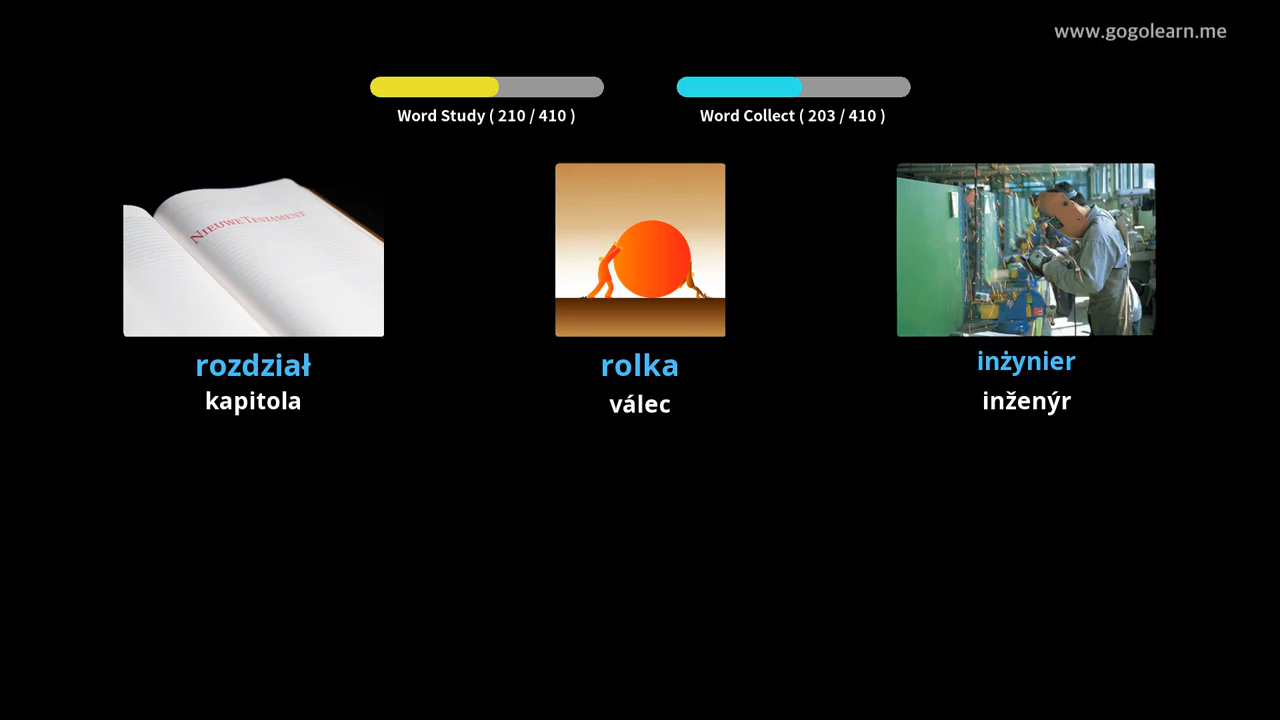 www.gogolearn.me
Word Study ( 210 / 410 )
Word Collect ( 203 / 410 )
NIEUWE TESTAMENT
rozdział
kapitola
rolka
válec
inżynier
inženýr